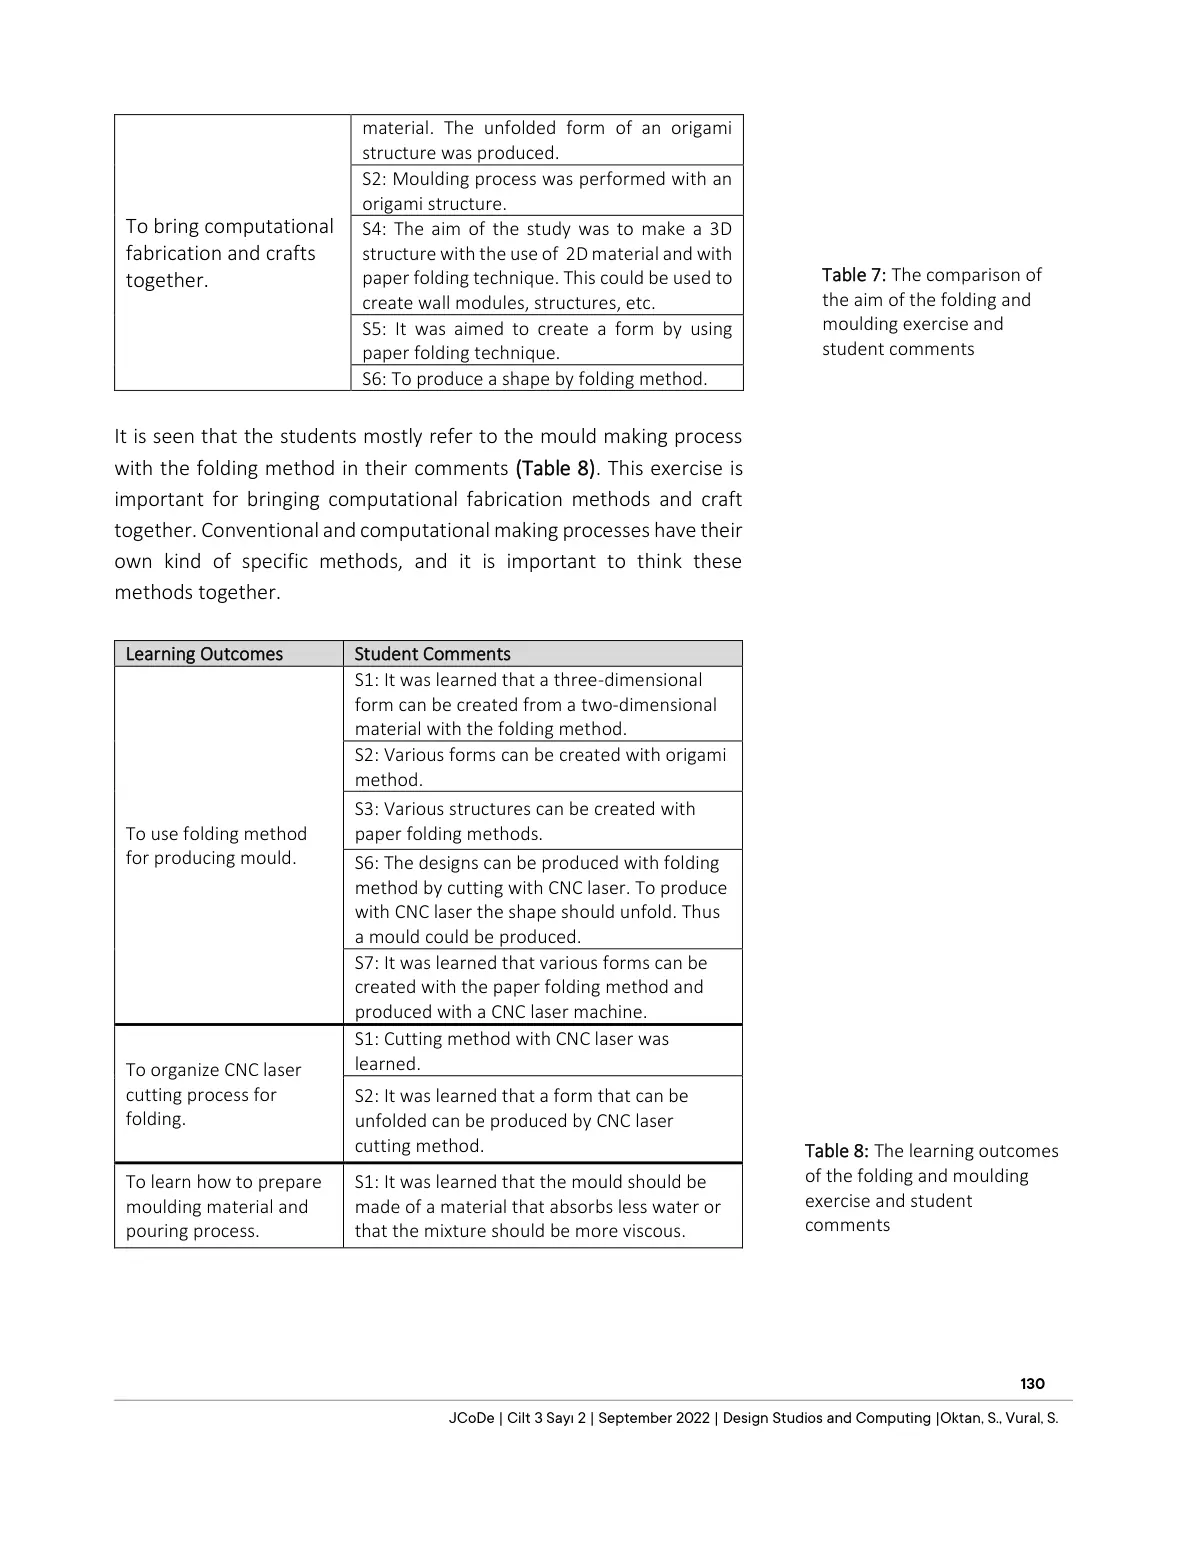 To bring computational
fabrication and crafts
together.
material. The unfolded form of an origami
structure was produced.
S2: Moulding process was performed with an
origami structure.
S4: The aim of the study was to make a 3D
structure with the use of 2D material and with
paper folding technique. This could be used to
create wall modules, structures, etc.
S5: It was aimed to create a form by using
paper folding technique.
S6: To produce a shape by folding method.
Table 7: The comparison of
the aim of the folding and
moulding exercise and
student comments
It is seen that the students mostly refer to the mould making process
with the folding method in their comments (Table 8). This exercise is
important for bringing computational fabrication methods and craft
together. Conventional and computational making processes have their
own kind of specific methods, and it is important to think these
methods together.
Learning Outcomes
Student Comments
To use folding method
for producing mould.
S1: It was learned that a three-dimensional
form can be created from a two-dimensional
material with the folding method.
S2: Various forms can be created with origami
method.
S3: Various structures can be created with
paper folding methods.
S6: The designs can be produced with folding
method by cutting with CNC laser. To produce
with CNC laser the shape should unfold. Thus
a mould could be produced.
S7: It was learned that various forms can be
created with the paper folding method and
produced with a CNC laser machine.
To organize CNC laser
cutting process for
folding.
S1: Cutting method with CNC laser was
learned.
S2: It was learned that a form that can be
unfolded can be produced by CNC laser
cutting method.
To learn how to prepare
moulding material and
pouring process.
S1: It was learned that the mould should be
made of a material that absorbs less water or
that the mixture should be more viscous.
Table 8: The learning outcomes
of the folding and moulding
exercise and student
comments
130
JCoDe | Cilt 3 Sayı 2 | September 2022 | Design Studios and Computing |Oktan, S., Vural, S.